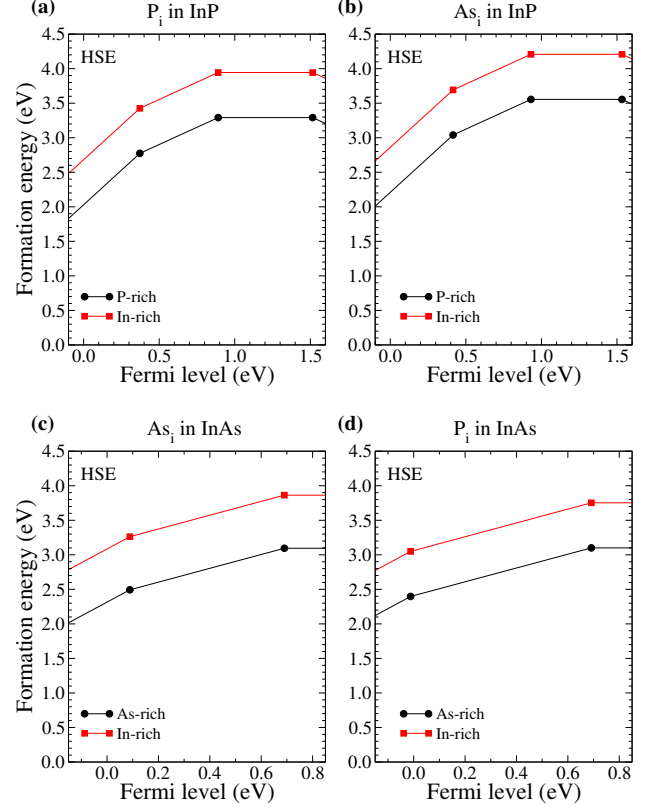 (a) P_i in InP
HSE
4.5
4.0
3.5
3.0
2.5
2.0
1.5
1.0
0.5
0.0
Formation energy (eV)
P-rich
In-rich
0.0 0.5 1.0 1.5
Fermi level (eV)
(b) As_i in InP
HSE
4.5
4.0
3.5
3.0
2.5
2.0
1.5
1.0
0.5
0.0
P-rich
In-rich
0.0 0.5 1.0 1.5
Fermi level (eV)
(c) As_i in InAs
HSE
4.5
4.0
3.5
3.0
2.5
2.0
1.5
1.0
0.5
0.0
Formation energy (eV)
As-rich
In-rich
0.0 0.2 0.4 0.6 0.8
Fermi level (eV)
(d) P_i in InAs
HSE
4.5
4.0
3.5
3.0
2.5
2.0
1.5
1.0
0.5
0.0
As-rich
In-rich
0.0 0.2 0.4 0.6 0.8
Fermi level (eV)